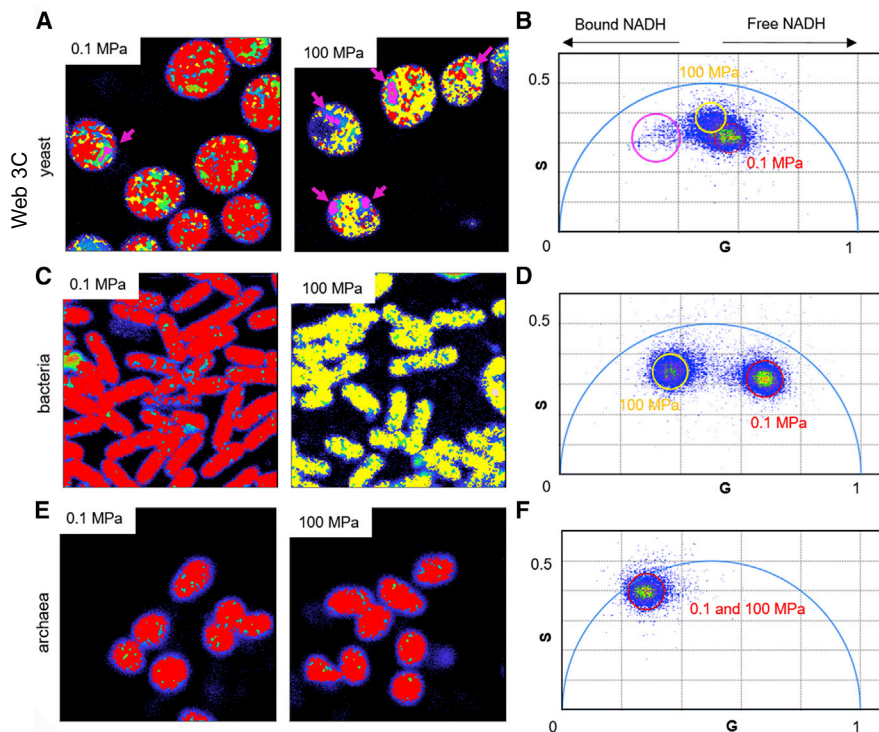 A
0.1 MPa
100 MPa
Web 3C
yeast
B
Bound NADH
Free NADH
0.5
100 MPa
0.1 MPa
S
0
G
1
C
0.1 MPa
100 MPa
bacteria
D
0.5
100 MPa
0.1 MPa
S
0
G
1
E
0.1 MPa
100 MPa
archaea
F
0.5
0.1 and 100 MPa
S
0
G
1